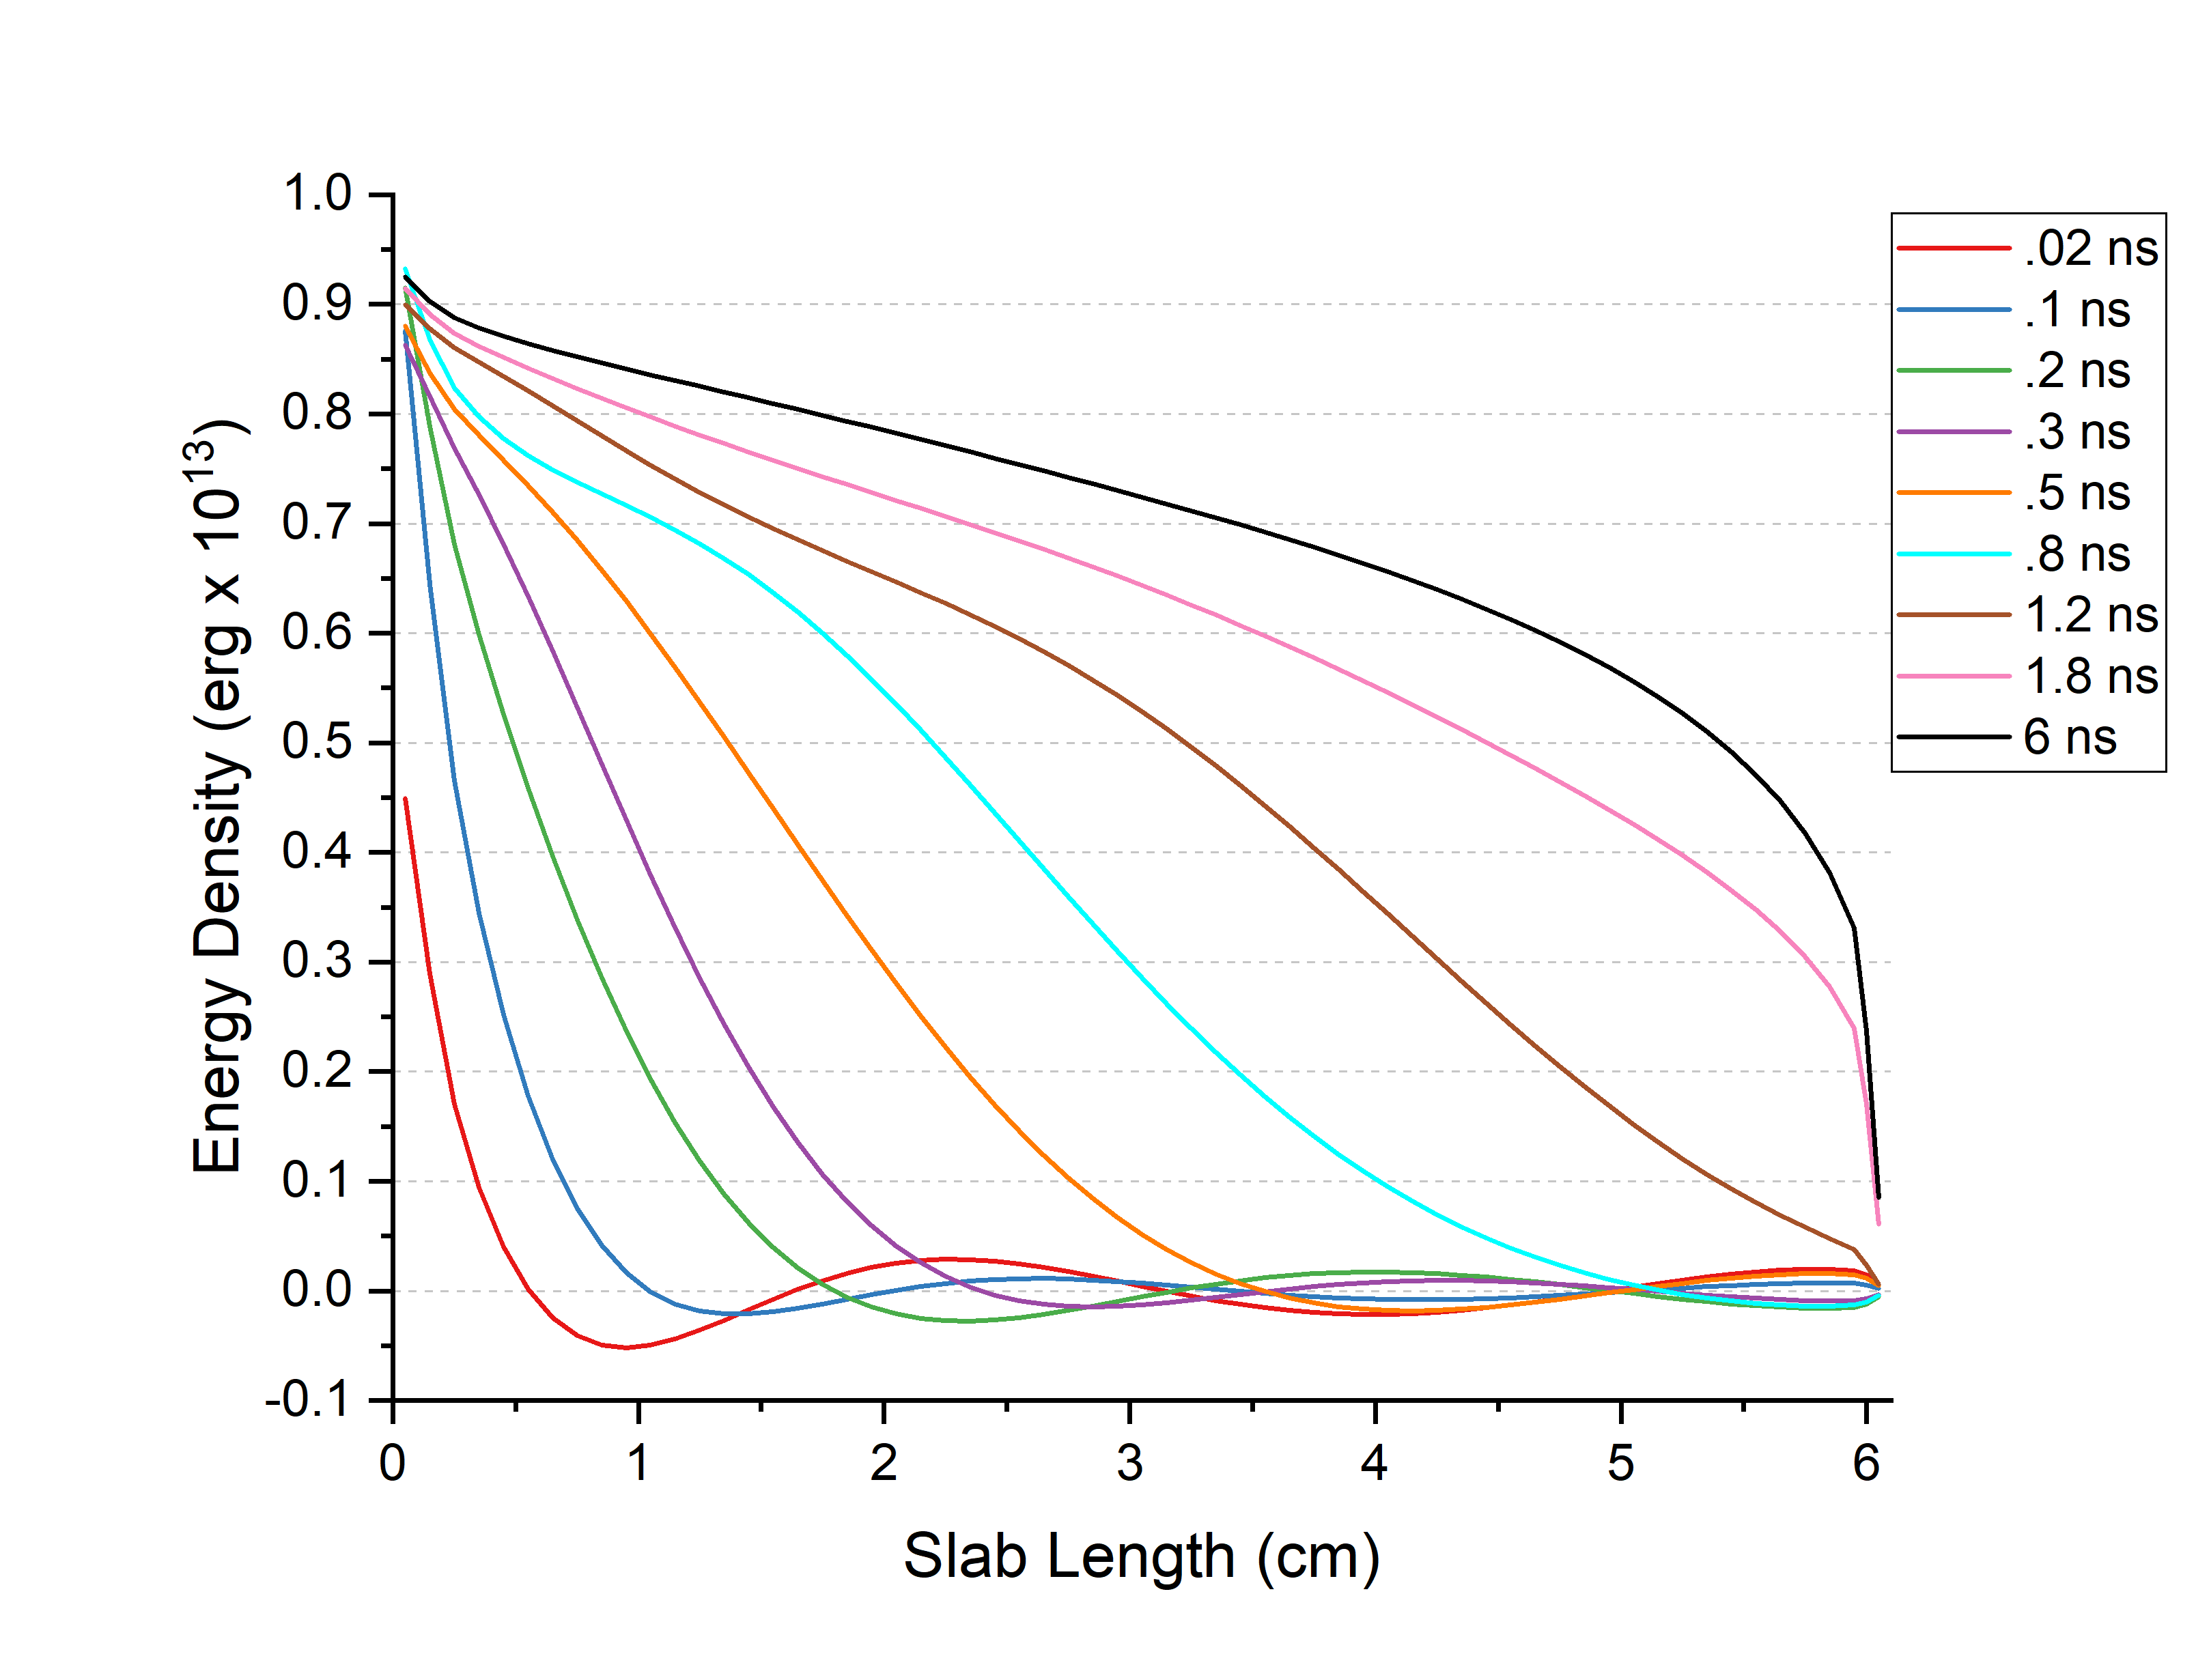 1.0
0.9
0.8
0.7
0.6
0.5
0.4
0.3
0.2
0.1
0.0
-0.1
Energy Density (erg x 10¹³)
0 1 2 3 4 5 6
Slab Length (cm)
.02 ns
.1 ns
.2 ns
.3 ns
.5 ns
.8 ns
1.2 ns
1.8 ns
6 ns